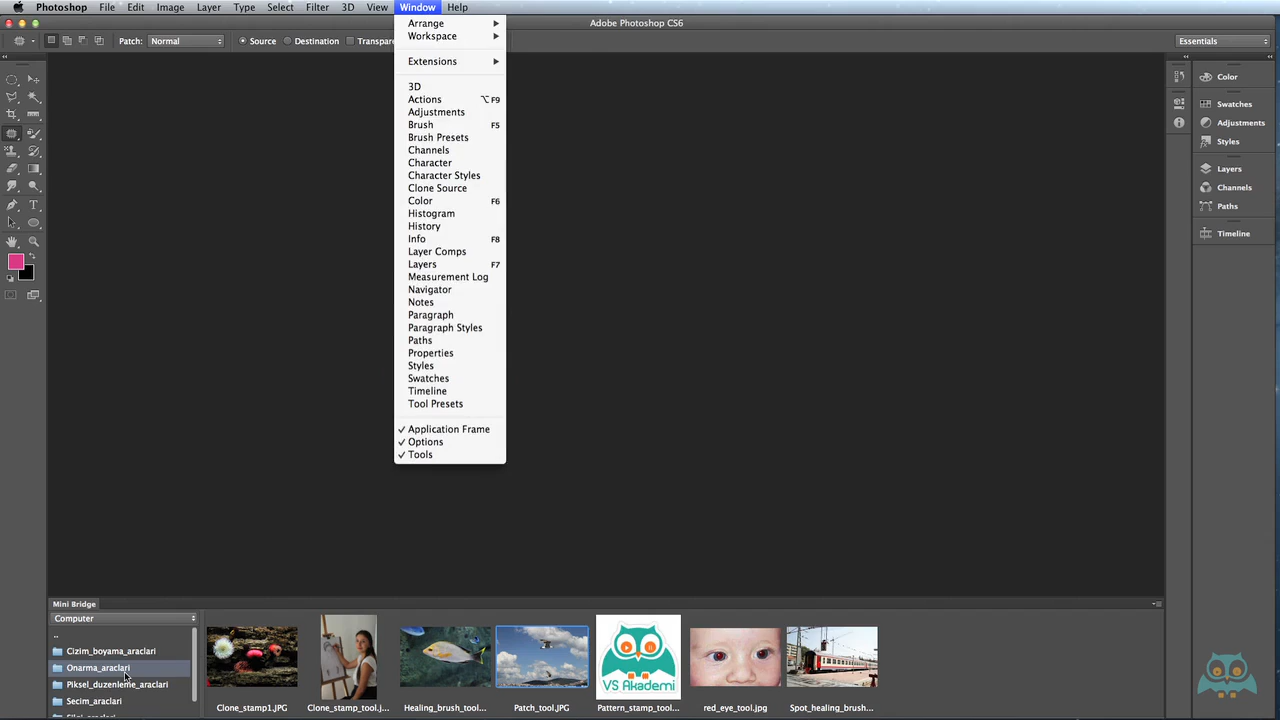 Photoshop File Edit Image Layer Type Select Filter 3D View Window Help
Adobe Photoshop CS6
Patch: Normal Source Destination Transpare
Essentials
Arrange
Workspace
Extensions
3D
Actions ⌥F9
Adjustments
Brush F5
Brush Presets
Channels
Character
Character Styles
Clone Source
Color F6
Histogram
History
Info F8
Layer Comps
Layers F7
Measurement Log
Navigator
Notes
Paragraph
Paragraph Styles
Paths
Properties
Styles
Swatches
Timeline
Tool Presets
✓ Application Frame
✓ Options
✓ Tools
Color
Swatches
Adjustments
Styles
Layers
Channels
Paths
Timeline
Mini Bridge
Computer
..
Cizim_boyama_araclari
Onarma_araclari
Piksel_duzenleme_araclari
Secim_araclari
VS Akademi
Clone_stamp1.JPG Clone_stamp_tool.j... Healing_brush_tool... Patch_tool.JPG Pattern_stamp_tool... red_eye_tool.jpg Spot_healing_brush...